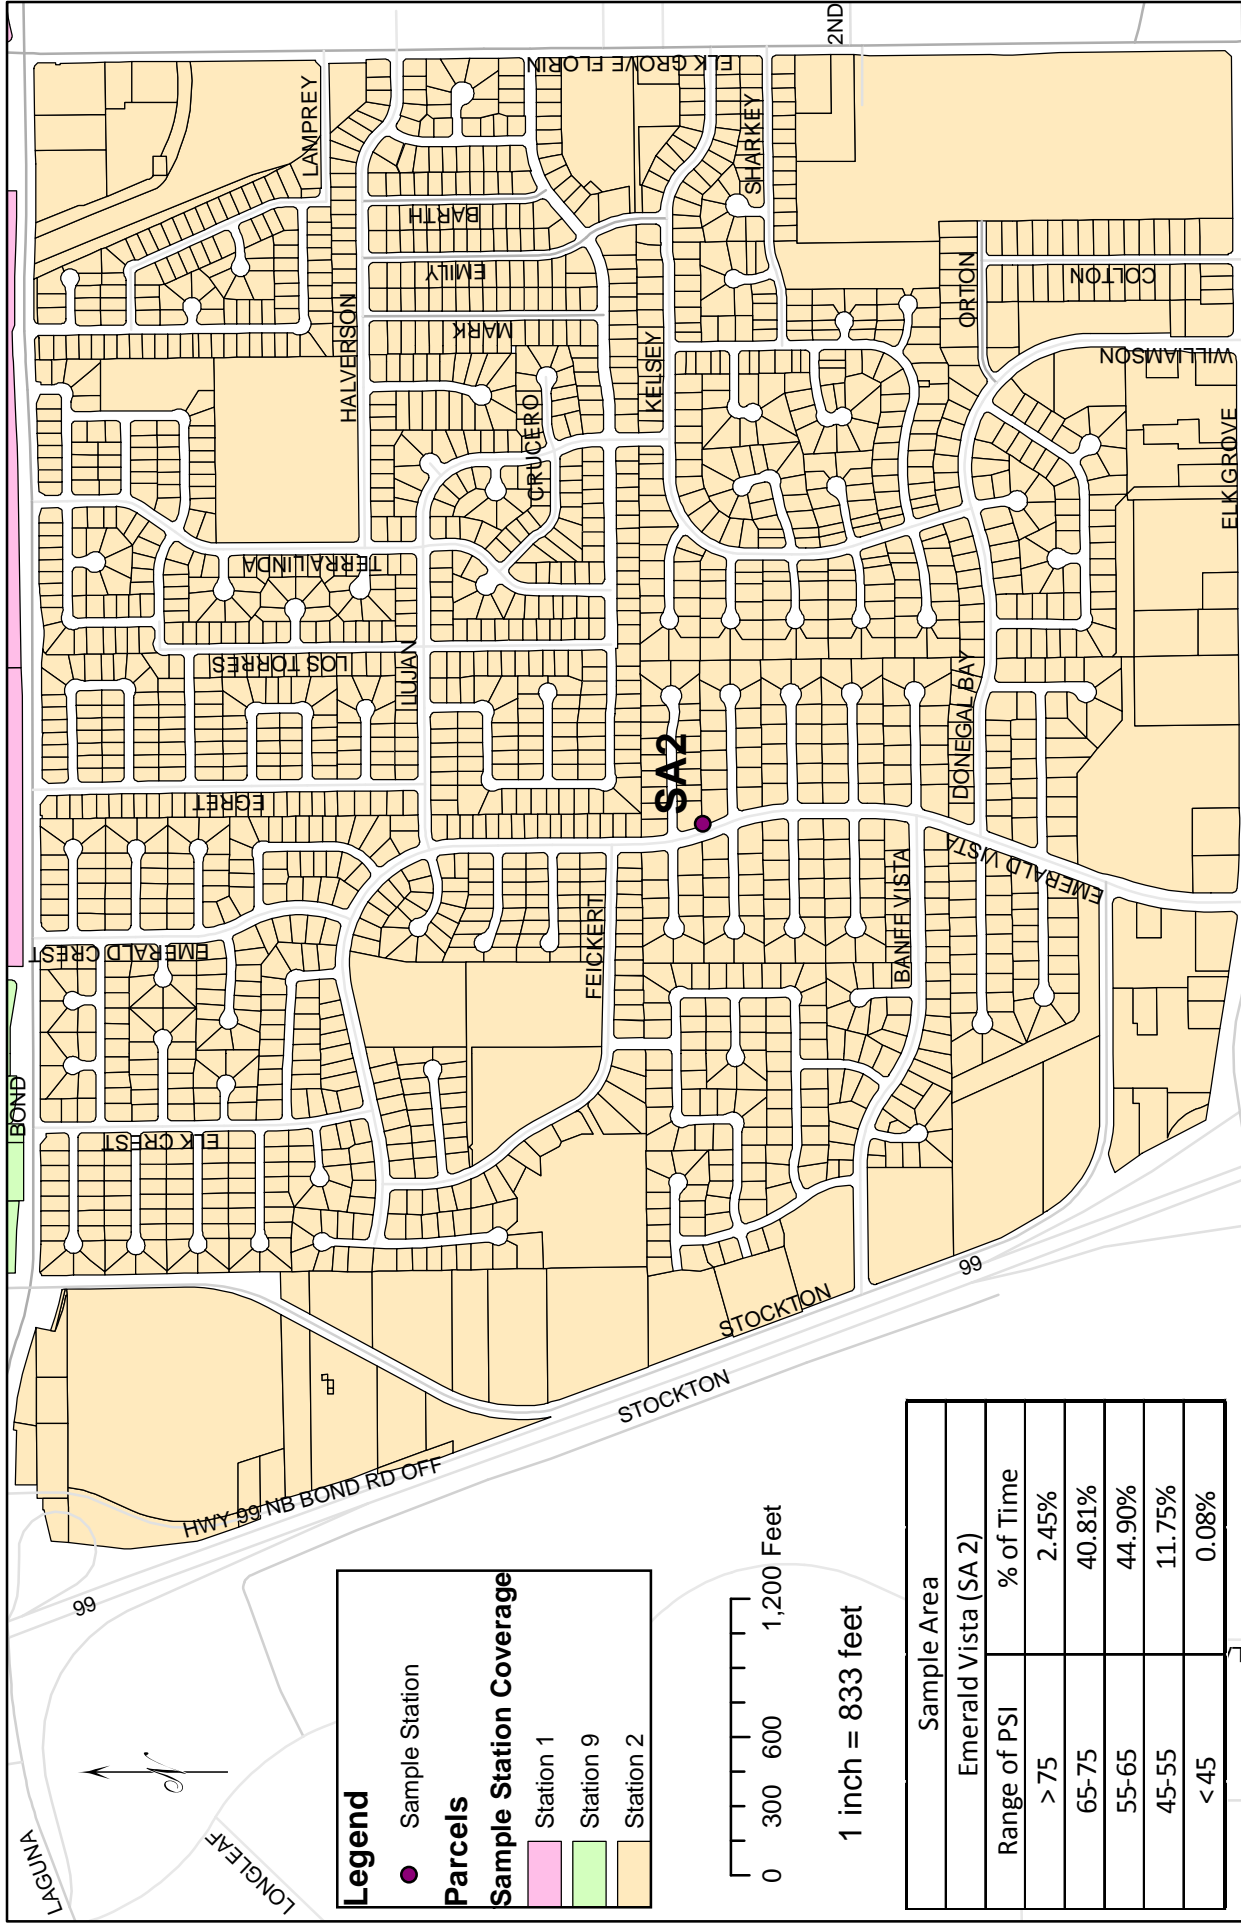 LAGUNA
LONGLEAF
99
HWY 99 NB BOND RD OFF
BOND
ELK CREST
EMERALD CREST
EGRET
LOS TORRES
TERRA LINDA
LUJAN
HALVERSON
LAMPREY
BARTH
EMILY
MARK
CRUCERO
KELSEY
ELK GROVE FLORIN
SHARKEY
2ND
ORTON
COLTON
WILLIAMSON
ELK GROVE
DONEGAL BAY
EMERALD VISTA
BANFF VISTA
FEICKERT
SA2
STOCKTON
STOCKTON
99
Legend
Sample Station
Parcels
Sample Station Coverage
Station 1
Station 9
Station 2
0 300 600 1,200 Feet
1 inch = 833 feet
Sample Area
Emerald Vista (SA 2)
Range of PSI % of Time
> 75 2.45%
65-75 40.81%
55-65 44.90%
45-55 11.75%
< 45 0.08%